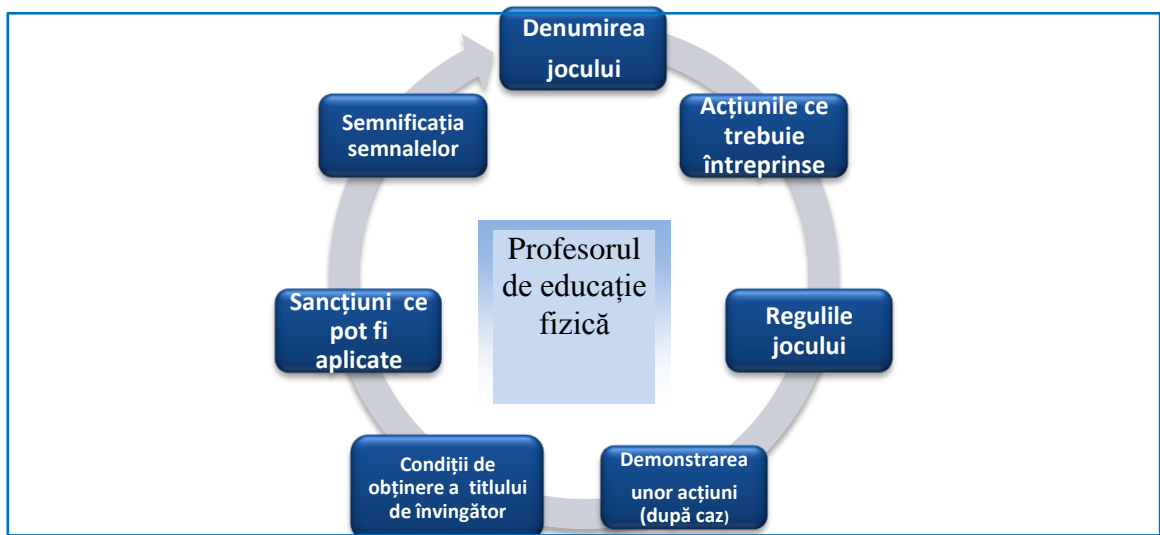 Denumirea
jocului
Acțiunile ce
trebuie
întreprinse
Regulile
jocului
Demonstrarea
unor acțiuni
(după caz)
Condiții de
obținere a titlului
de învingător
Sancțiuni ce
pot fi
aplicate
Semnificația
semnalelor
Profesorul
de educație
fizică